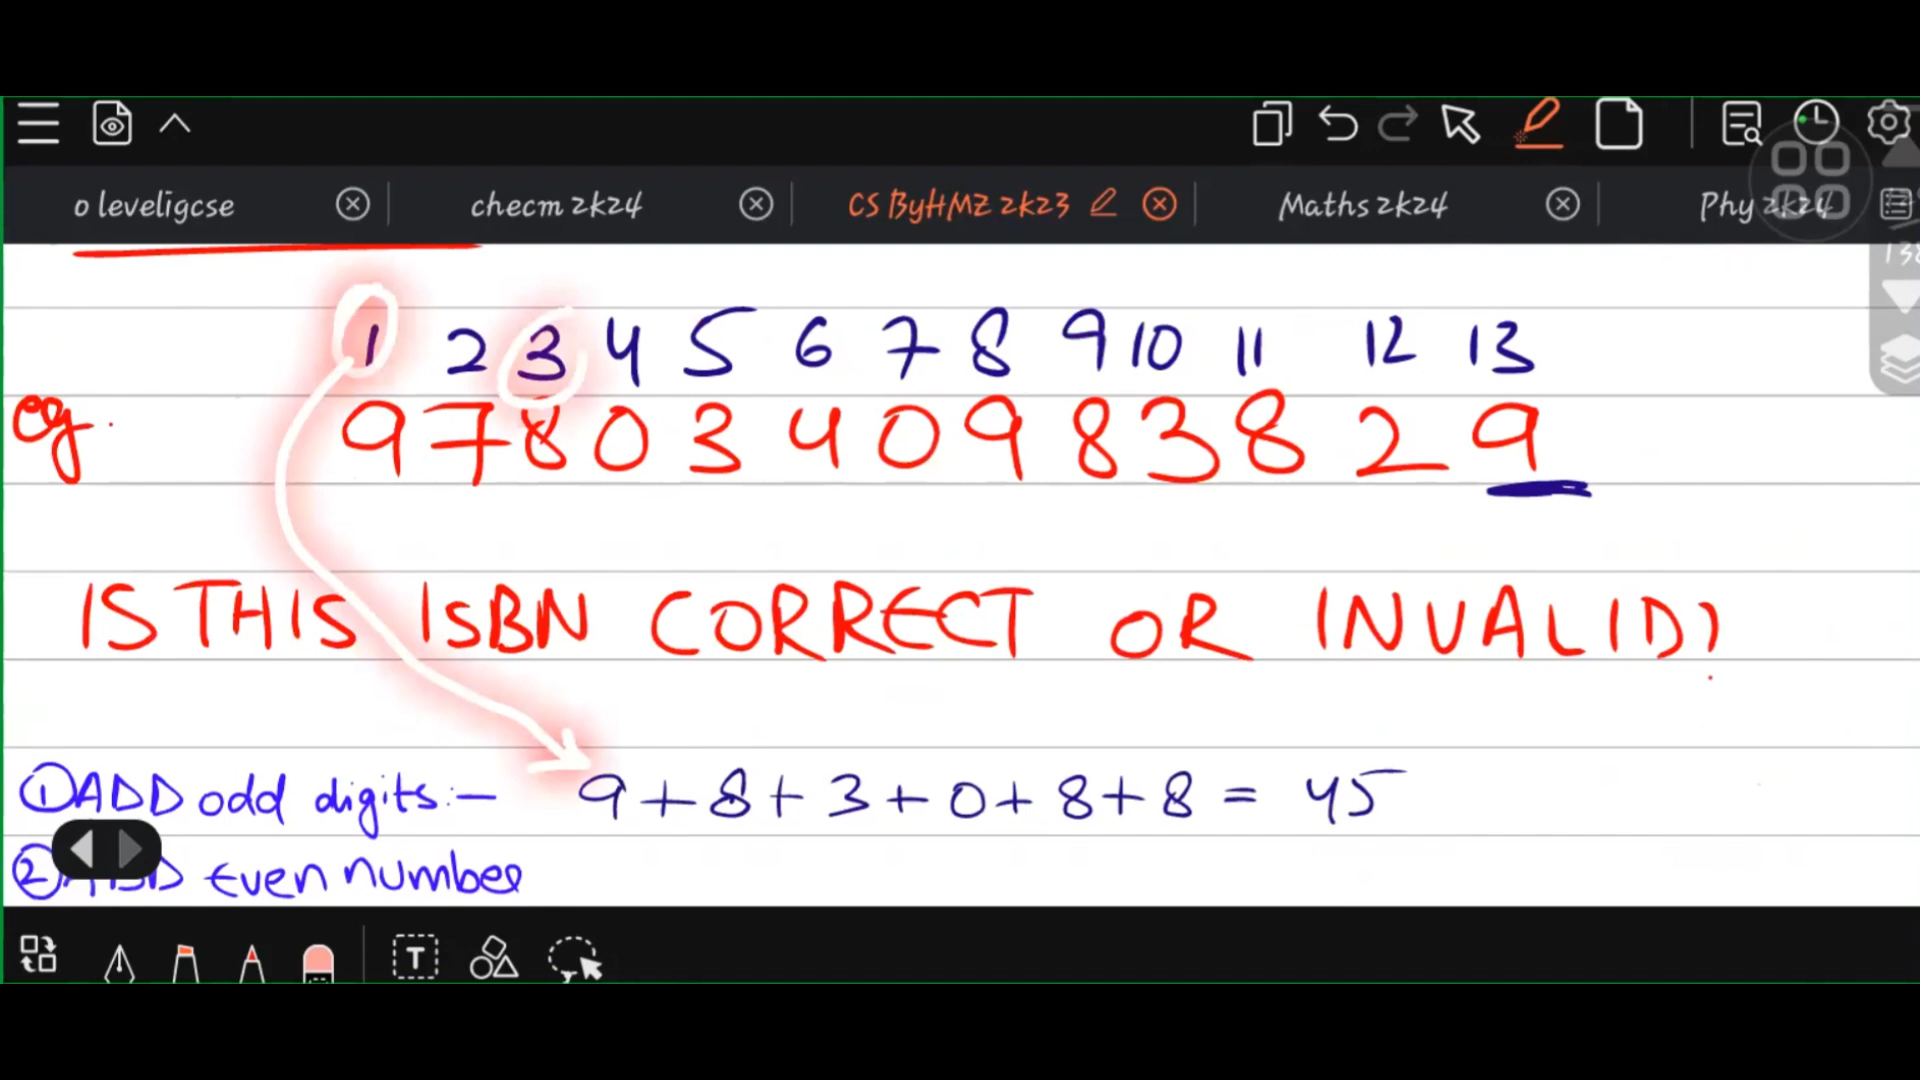 o leveligcse checm 2k24 CS ByHMZ 2k23 Maths 2k24 Phy 2k24
1 2 3 4 5 6 7 8 9 10 11 12 13
eg. 9 7 8 0 3 4 0 9 8 3 8 2 9
IS THIS ISBN CORRECT OR INVALID?
① ADD odd digits:- 9+8+3+0+8+8 = 45
② ADD Even number
T